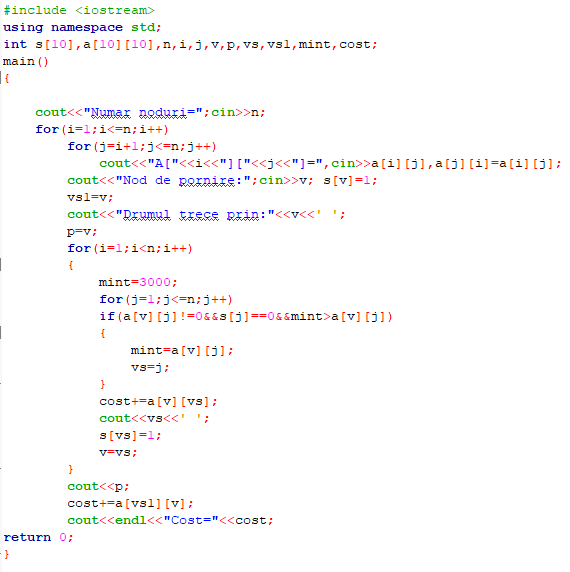 #include <iostream>
using namespace std;
int s[10],a[10][10],n,i,j,v,p,vs,vsl,mint,cost;
main()
{
cout<<"Numar noduri=";cin>>n;
for(i=1;i<=n;i++)
for(j=i+1;j<=n;j++)
cout<<"A["<<i<<"]["<<j<<"]=",cin>>a[i][j],a[j][i]=a[i][j];
cout<<"Nod de pornire:";cin>>v; s[v]=1;
vsl=v;
cout<<"Drumul trece prin:"<<v<<' ';
p=v;
for(i=1;i<n;i++)
{
mint=3000;
for(j=1;j<=n;j++)
if(a[v][j]!=0&&s[j]==0&&mint>a[v][j])
{
mint=a[v][j];
vs=j;
}
cost+=a[v][vs];
cout<<vs<<' ';
s[vs]=1;
v=vs;
}
cout<<p;
cost+=a[vsl][v];
cout<<endl<<"Cost="<<cost;
return 0;
}